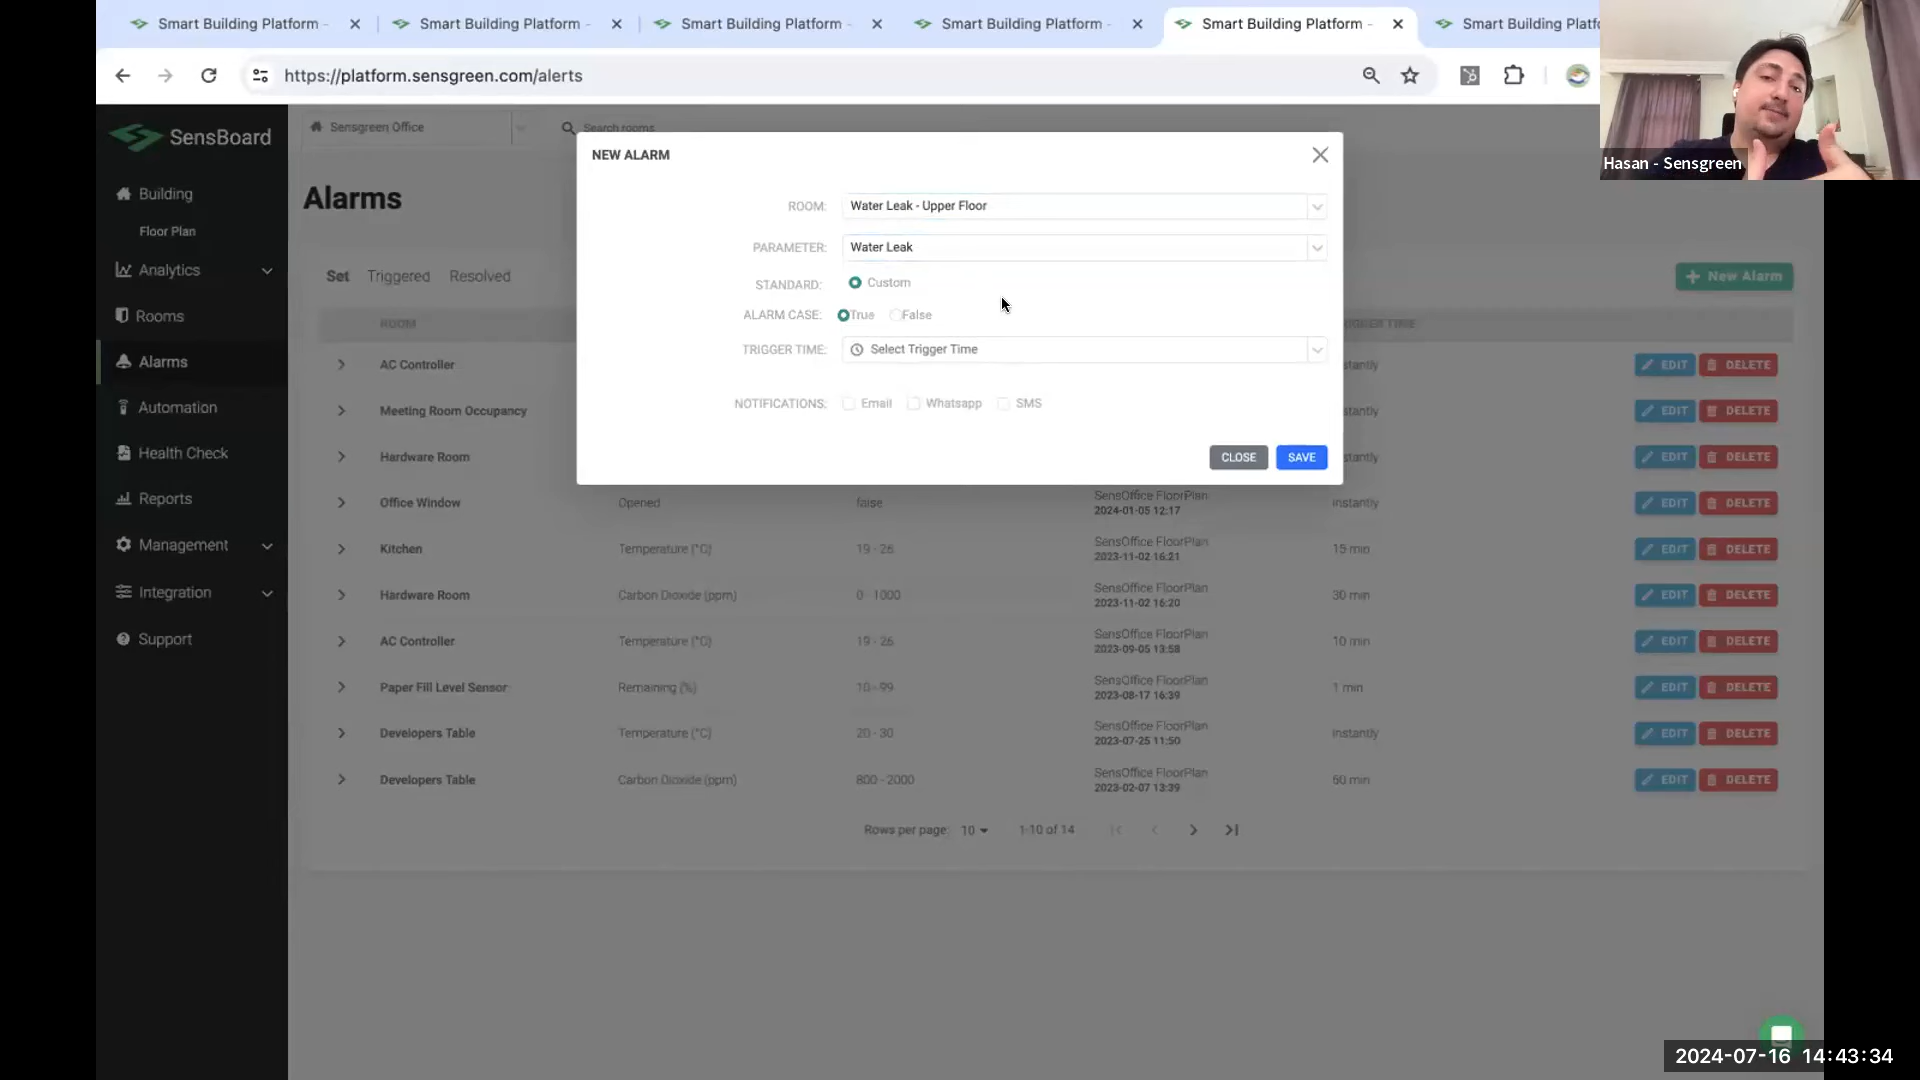 Smart Building Platform - Smart Building Platform - Smart Building Platform - Smart Building Platform - Smart Building Platform - Smart Building Platf
https://platform.sensgreen.com/alerts
Hasan - Sensgreen
SensBoard
Sensgreen Office
Search rooms
Building
Floor Plan
Analytics
Rooms
Alarms
Automation
Health Check
Reports
Management
Integration
Support
Alarms
Set Triggered Resolved
New Alarm
NEW ALARM
ROOM: Water Leak - Upper Floor
PARAMETER: Water Leak
STANDARD: Custom
ALARM CASE: True False
TRIGGER TIME: Select Trigger Time
NOTIFICATIONS: Email Whatsapp SMS
CLOSE SAVE
ROOM
AC Controller stantly EDIT DELETE
Meeting Room Occupancy stantly EDIT DELETE
Hardware Room stantly EDIT DELETE
Office Window Opened false SensOffice FloorPlan
2024-01-05 12:17 instantly EDIT DELETE
Kitchen Temperature (°C) 19 - 26 SensOffice FloorPlan
2023-11-02 16:21 15 min EDIT DELETE
Hardware Room Carbon Dioxide (ppm) 0 - 1000 SensOffice FloorPlan
2023-11-02 16:20 30 min EDIT DELETE
AC Controller Temperature (°C) 19 - 26 SensOffice FloorPlan
2023-09-05 13:58 10 min EDIT DELETE
Paper Fill Level Sensor Remaining (%) 10 - 99 SensOffice FloorPlan
2023-08-17 16:39 1 min EDIT DELETE
Developers Table Temperature (°C) 20 - 30 SensOffice FloorPlan
2023-07-25 11:50 instantly EDIT DELETE
Developers Table Carbon Dioxide (ppm) 800 - 2000 SensOffice FloorPlan
2023-02-07 13:39 60 min EDIT DELETE
Rows per page: 10 1-10 of 14
2024-07-16 14:43:34